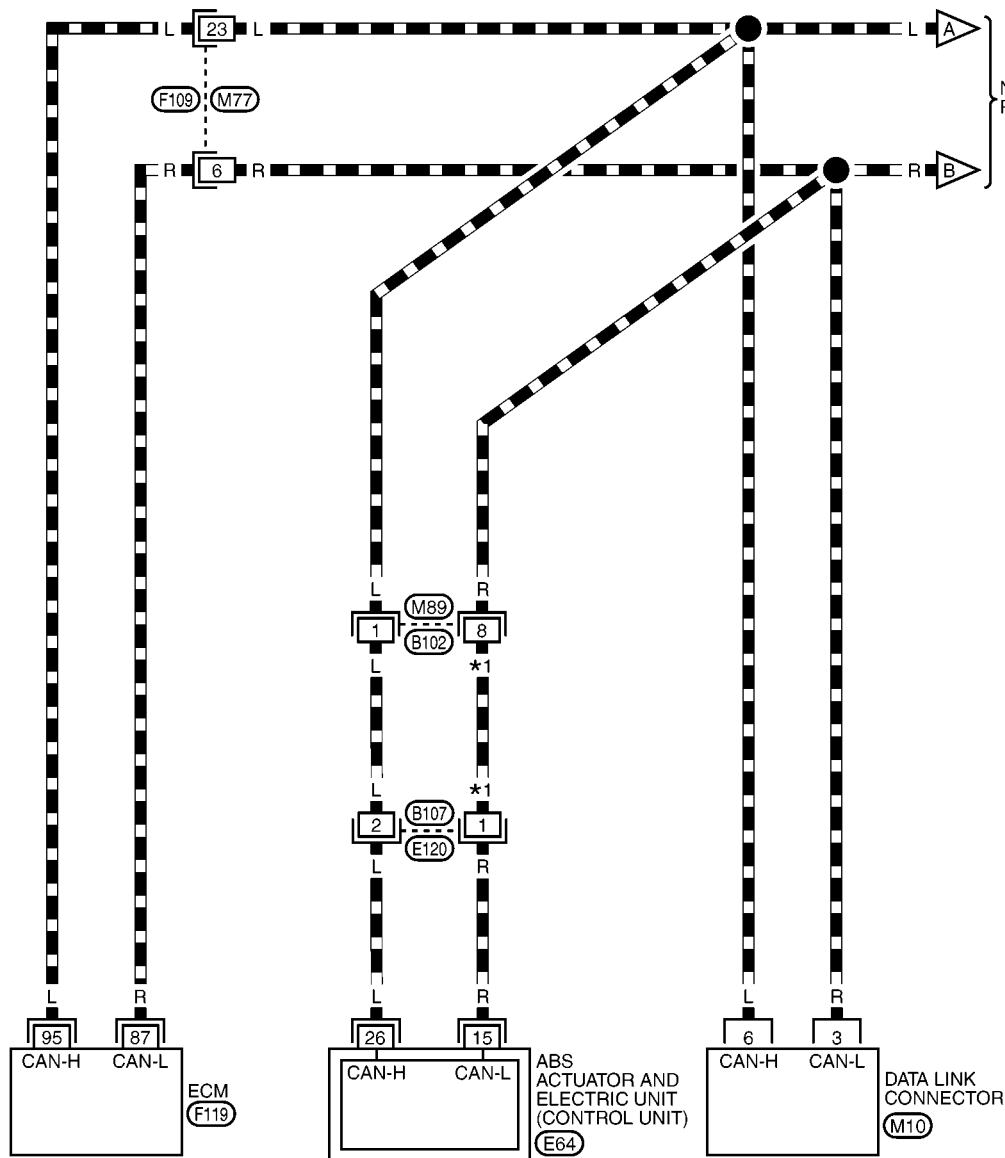 L 23 L L A
F109 M77
R 6 R R B
L R
M89
1 8
B102
L *1
L *1
B107
2 1
E120
L R
L R L R L R
95 87 26 15 6 3
CAN-H CAN-L CAN-H CAN-L CAN-H CAN-L
ECM
F119
ABS
ACTUATOR AND
ELECTRIC UNIT
(CONTROL UNIT)
E64
DATA LINK
CONNECTOR
M10